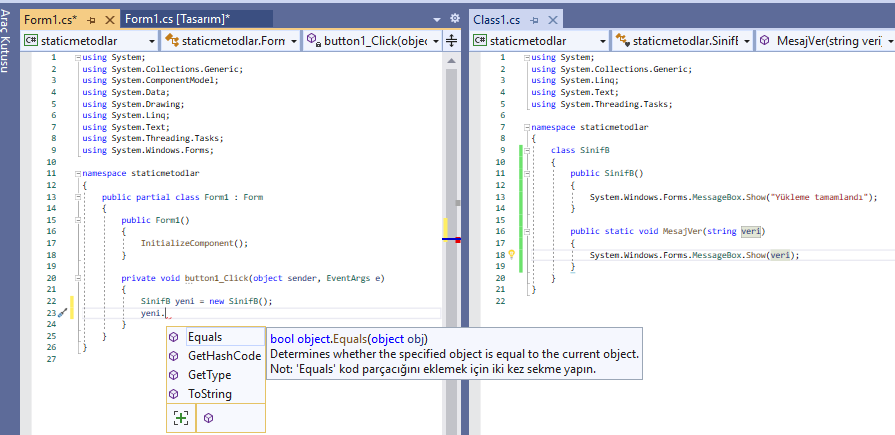 Araç Kutusu
Form1.cs*
Form1.cs [Tasarım]*
staticmetodlar
staticmetodlar.Form
button1_Click(objec
1 using System;
2 using System.Collections.Generic;
3 using System.ComponentModel;
4 using System.Data;
5 using System.Drawing;
6 using System.Linq;
7 using System.Text;
8 using System.Threading.Tasks;
9 using System.Windows.Forms;
10
11 namespace staticmetodlar
12 {
13 public partial class Form1 : Form
14 {
15 public Form1()
16 {
17 InitializeComponent();
18 }
19
20 private void button1_Click(object sender, EventArgs e)
21 {
22 SinifB yeni = new SinifB();
23 yeni.
24 }
25 }
26 }
27
Equals
GetHashCode
GetType
ToString
bool object.Equals(object obj)
Determines whether the specified object is equal to the current object.
Not: 'Equals' kod parçacığını eklemek için iki kez sekme yapın.
Class1.cs
C# staticmetodlar
staticmetodlar.SinifB
MesajVer(string veri)
1 using System;
2 using System.Collections.Generic;
3 using System.Linq;
4 using System.Text;
5 using System.Threading.Tasks;
6
7 namespace staticmetodlar
8 {
9 class SinifB
10 {
11 public SinifB()
12 {
13 System.Windows.Forms.MessageBox.Show("Yükleme tamamlandı");
14 }
15
16 public static void MesajVer(string veri)
17 {
18 System.Windows.Forms.MessageBox.Show(veri);
19 }
20 }
21 }
22